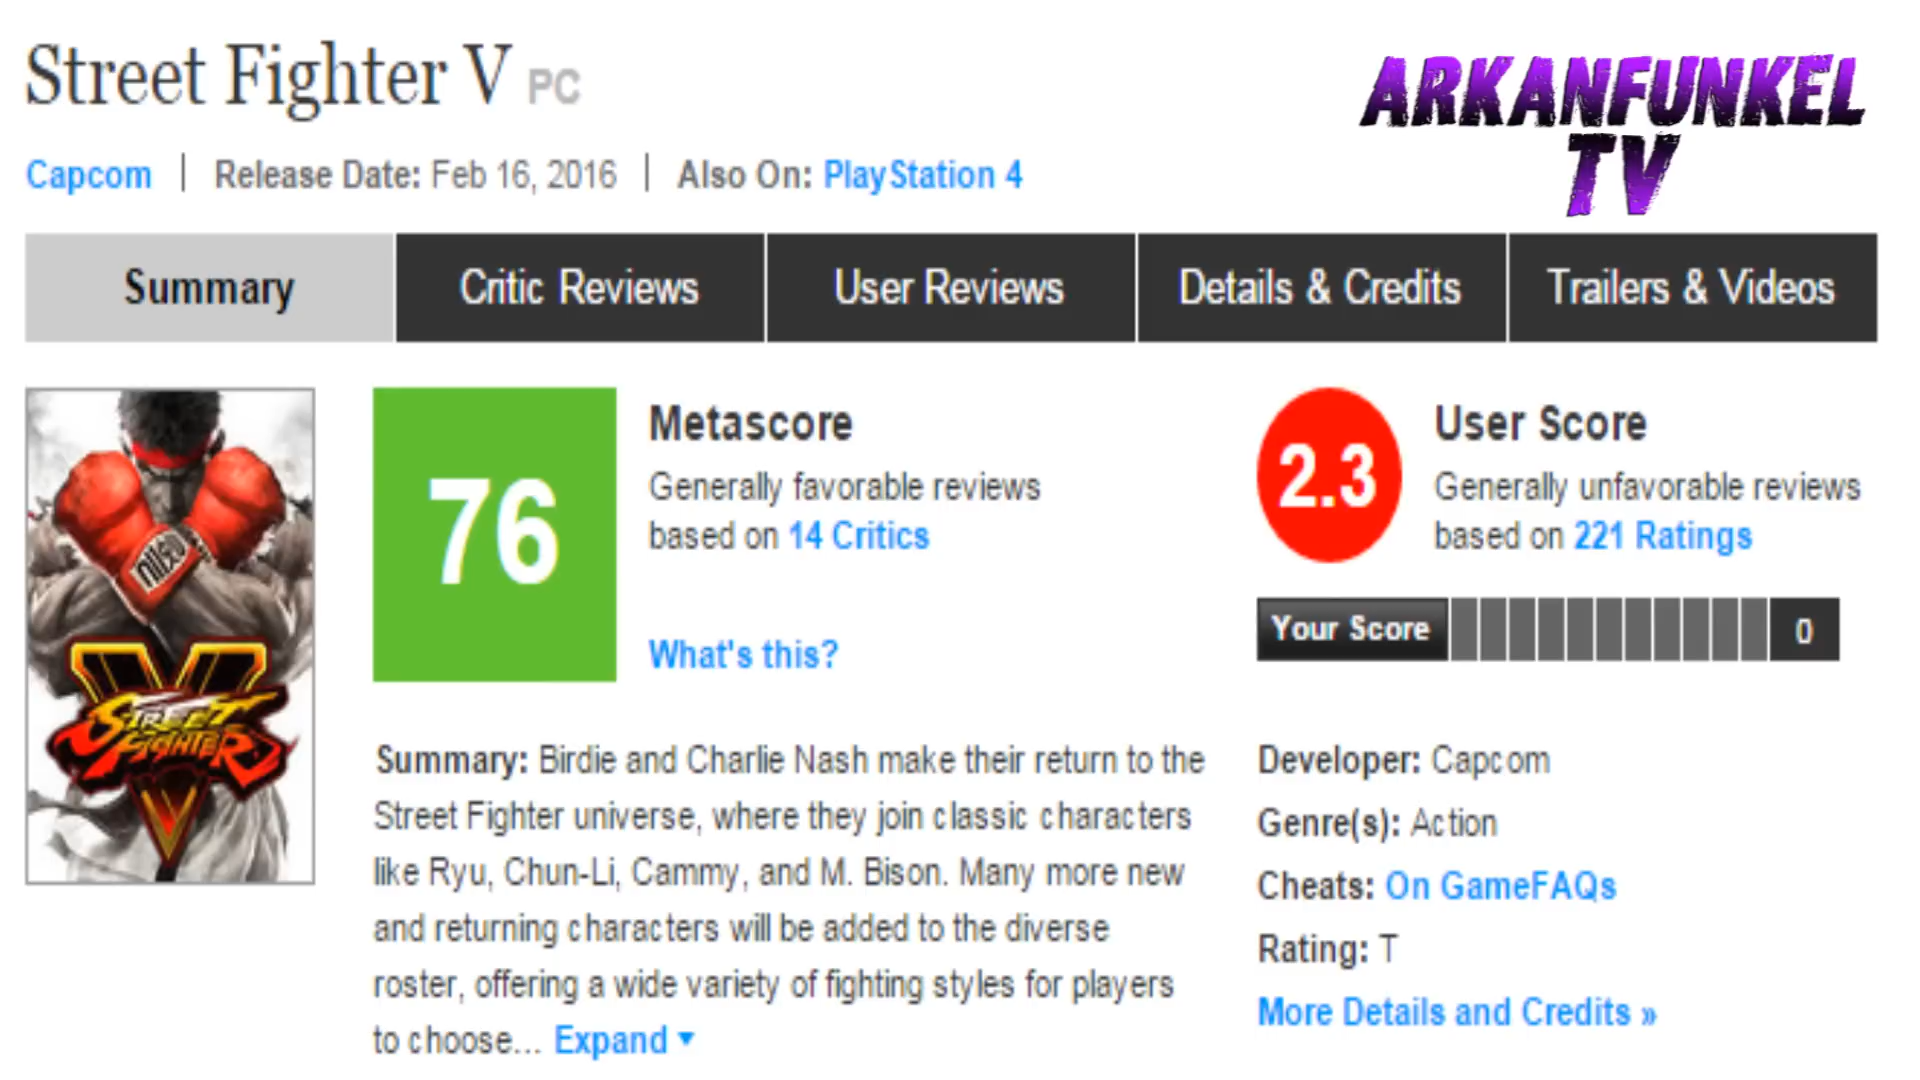 Street Fighter V PC
ARKANFUNKEL
TV
Capcom | Release Date: Feb 16, 2016 | Also On: PlayStation 4
Summary
Critic Reviews
User Reviews
Details & Credits
Trailers & Videos
V
STREET
FIGHTER
76
Metascore
Generally favorable reviews
based on 14 Critics
What's this?
2.3
User Score
Generally unfavorable reviews
based on 221 Ratings
Your Score
0
Summary: Birdie and Charlie Nash make their return to the
Street Fighter universe, where they join classic characters
like Ryu, Chun-Li, Cammy, and M. Bison. Many more new
and returning characters will be added to the diverse
roster, offering a wide variety of fighting styles for players
to choose... Expand ▼
Developer: Capcom
Genre(s): Action
Cheats: On GameFAQs
Rating: T
More Details and Credits »